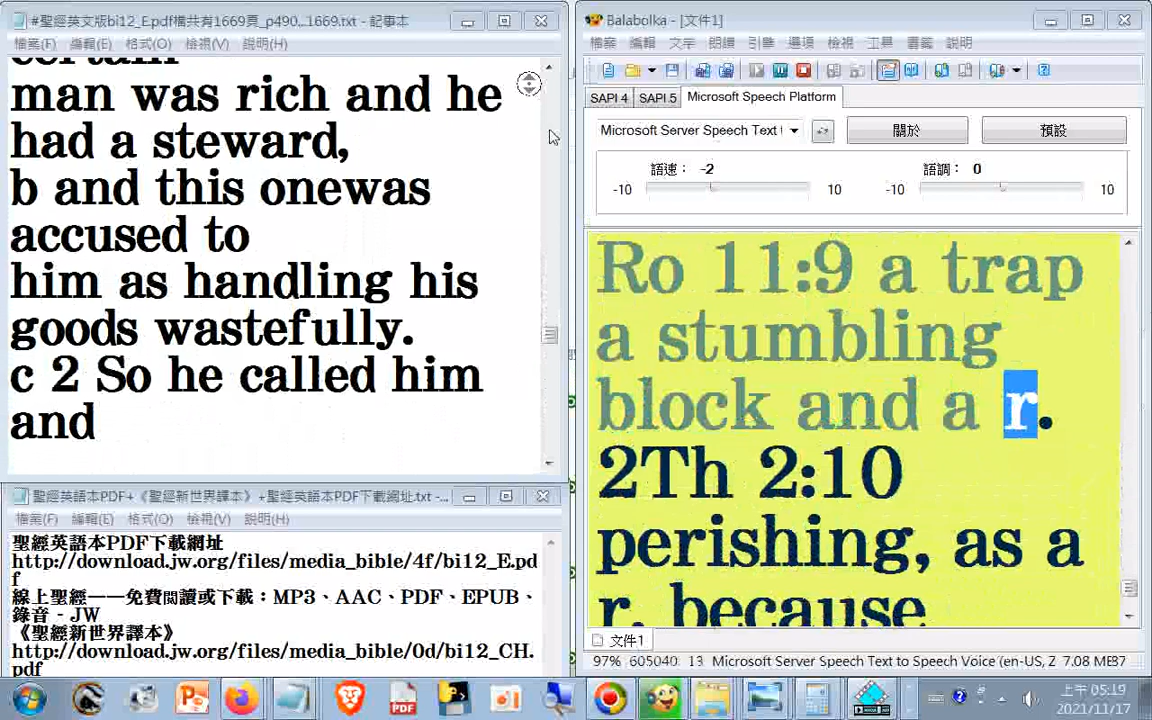 #聖經英文版bi12_E.pdf檔共有1669頁_p490,..1669.txt - 記事本
檔案(F) 編輯(E) 格式(O) 檢視(V) 說明(H)
certain
man was rich and he
had a steward,
b and this onewas
accused to
him as handling his
goods wastefully.
c 2 So he called him
and
聖經英語本PDF+《聖經新世界譯本》+聖經英語本PDF下載網址.txt -...
檔案(F) 編輯(E) 格式(O) 檢視(V) 說明(H)
聖經英語本PDF下載網址
http://download.jw.org/files/media_bible/4f/bi12_E.pd
f
線上聖經——免費閱讀或下載：MP3、AAC、PDF、EPUB、
錄音 - JW
《聖經新世界譯本》
http://download.jw.org/files/media_bible/0d/bi12_CH.
pdf
Balabolka - [文件1]
檔案 編輯 文字 朗讀 引擎 選項 檢視 工具 書籤 說明
SAPI 4 SAPI 5 Microsoft Speech Platform
Microsoft Server Speech Text t 關於 預設
語速： -2 語調： 0
-10 10 -10 10
Ro 11:9 a trap
a stumbling
block and a r.
2Th 2:10
perishing, as a
r. because
文件1
97% 605040 13 Microsoft Server Speech Text to Speech Voice (en-US, Z 7.08 MB
PDF
上午 05:19
2021/11/17